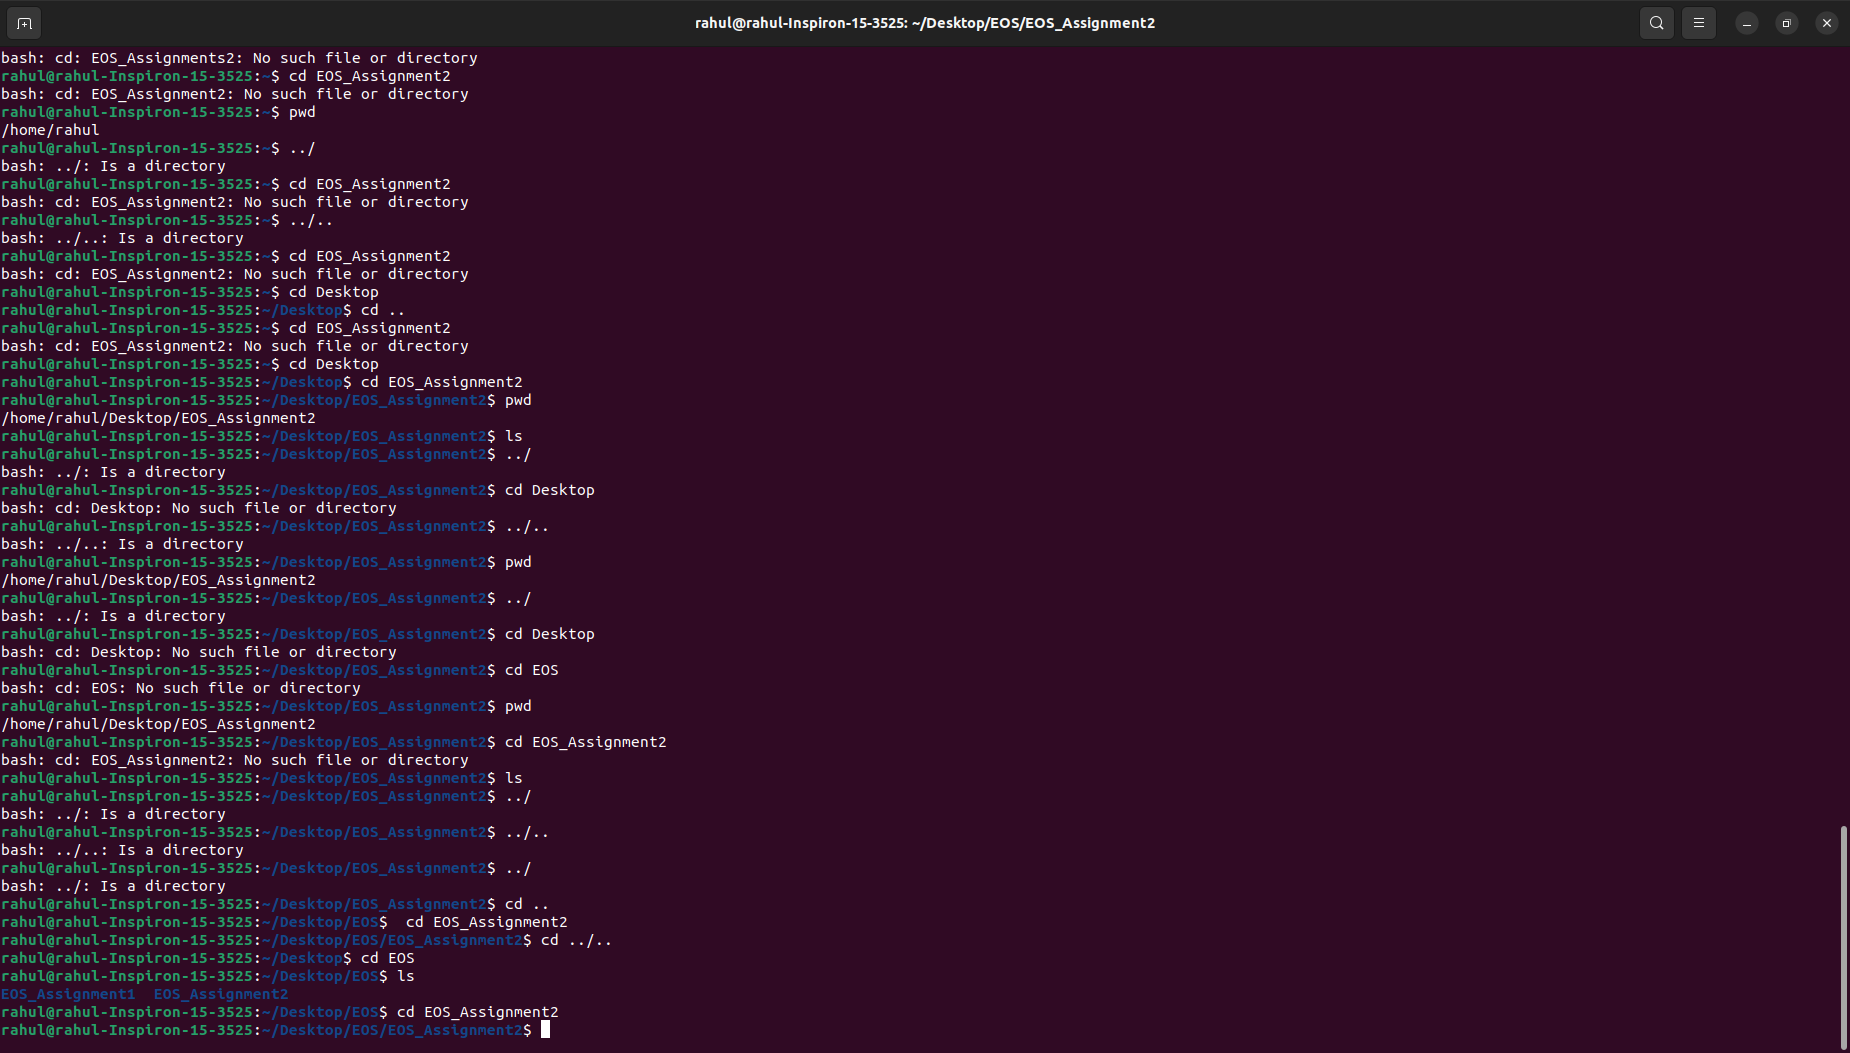 rahul@rahul-Inspiron-15-3525: ~/Desktop/EOS/EOS_Assignment2
bash: cd: EOS_Assignments2: No such file or directory
rahul@rahul-Inspiron-15-3525:~$ cd EOS_Assignment2
bash: cd: EOS_Assignment2: No such file or directory
rahul@rahul-Inspiron-15-3525:~$ pwd
/home/rahul
rahul@rahul-Inspiron-15-3525:~$ ../
bash: ../: Is a directory
rahul@rahul-Inspiron-15-3525:~$ cd EOS_Assignment2
bash: cd: EOS_Assignment2: No such file or directory
rahul@rahul-Inspiron-15-3525:~$ ../..
bash: ../..: Is a directory
rahul@rahul-Inspiron-15-3525:~$ cd EOS_Assignment2
bash: cd: EOS_Assignment2: No such file or directory
rahul@rahul-Inspiron-15-3525:~$ cd Desktop
rahul@rahul-Inspiron-15-3525:~/Desktop$ cd ..
rahul@rahul-Inspiron-15-3525:~$ cd EOS_Assignment2
bash: cd: EOS_Assignment2: No such file or directory
rahul@rahul-Inspiron-15-3525:~$ cd Desktop
rahul@rahul-Inspiron-15-3525:~/Desktop$ cd EOS_Assignment2
rahul@rahul-Inspiron-15-3525:~/Desktop/EOS_Assignment2$ pwd
/home/rahul/Desktop/EOS_Assignment2
rahul@rahul-Inspiron-15-3525:~/Desktop/EOS_Assignment2$ ls
rahul@rahul-Inspiron-15-3525:~/Desktop/EOS_Assignment2$ ../
bash: ../: Is a directory
rahul@rahul-Inspiron-15-3525:~/Desktop/EOS_Assignment2$ cd Desktop
bash: cd: Desktop: No such file or directory
rahul@rahul-Inspiron-15-3525:~/Desktop/EOS_Assignment2$ ../..
bash: ../..: Is a directory
rahul@rahul-Inspiron-15-3525:~/Desktop/EOS_Assignment2$ pwd
/home/rahul/Desktop/EOS_Assignment2
rahul@rahul-Inspiron-15-3525:~/Desktop/EOS_Assignment2$ ../
bash: ../: Is a directory
rahul@rahul-Inspiron-15-3525:~/Desktop/EOS_Assignment2$ cd Desktop
bash: cd: Desktop: No such file or directory
rahul@rahul-Inspiron-15-3525:~/Desktop/EOS_Assignment2$ cd EOS
bash: cd: EOS: No such file or directory
rahul@rahul-Inspiron-15-3525:~/Desktop/EOS_Assignment2$ pwd
/home/rahul/Desktop/EOS_Assignment2
rahul@rahul-Inspiron-15-3525:~/Desktop/EOS_Assignment2$ cd EOS_Assignment2
bash: cd: EOS_Assignment2: No such file or directory
rahul@rahul-Inspiron-15-3525:~/Desktop/EOS_Assignment2$ ls
rahul@rahul-Inspiron-15-3525:~/Desktop/EOS_Assignment2$ ../
bash: ../: Is a directory
rahul@rahul-Inspiron-15-3525:~/Desktop/EOS_Assignment2$ ../..
bash: ../..: Is a directory
rahul@rahul-Inspiron-15-3525:~/Desktop/EOS_Assignment2$ ../
bash: ../: Is a directory
rahul@rahul-Inspiron-15-3525:~/Desktop/EOS_Assignment2$ cd ..
rahul@rahul-Inspiron-15-3525:~/Desktop/EOS$  cd EOS_Assignment2
rahul@rahul-Inspiron-15-3525:~/Desktop/EOS/EOS_Assignment2$ cd ../..
rahul@rahul-Inspiron-15-3525:~/Desktop$ cd EOS
rahul@rahul-Inspiron-15-3525:~/Desktop/EOS$ ls
EOS_Assignment1  EOS_Assignment2
rahul@rahul-Inspiron-15-3525:~/Desktop/EOS$ cd EOS_Assignment2
rahul@rahul-Inspiron-15-3525:~/Desktop/EOS/EOS_Assignment2$